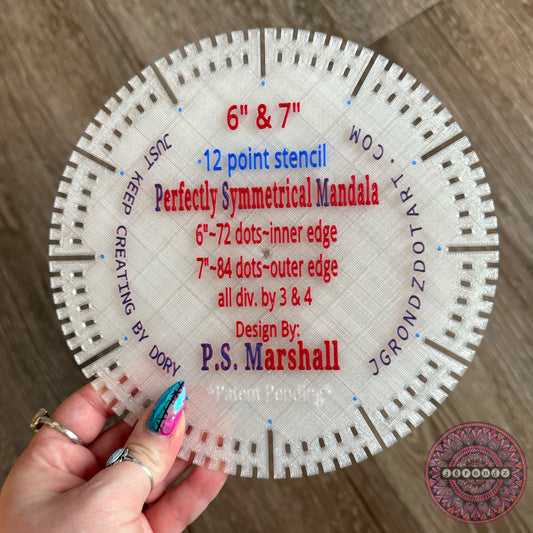 6" & 7"
12 point stencil
Perfectly Symmetrical Mandala
6"~72 dots~inner edge
7"~84 dots~outer edge
all div. by 3 & 4
Design By:
P.S. Marshall
*Patent Pending*
JUST KEEP CREATING BY DORY
JGRONDZDOTART.COM
jgrondz